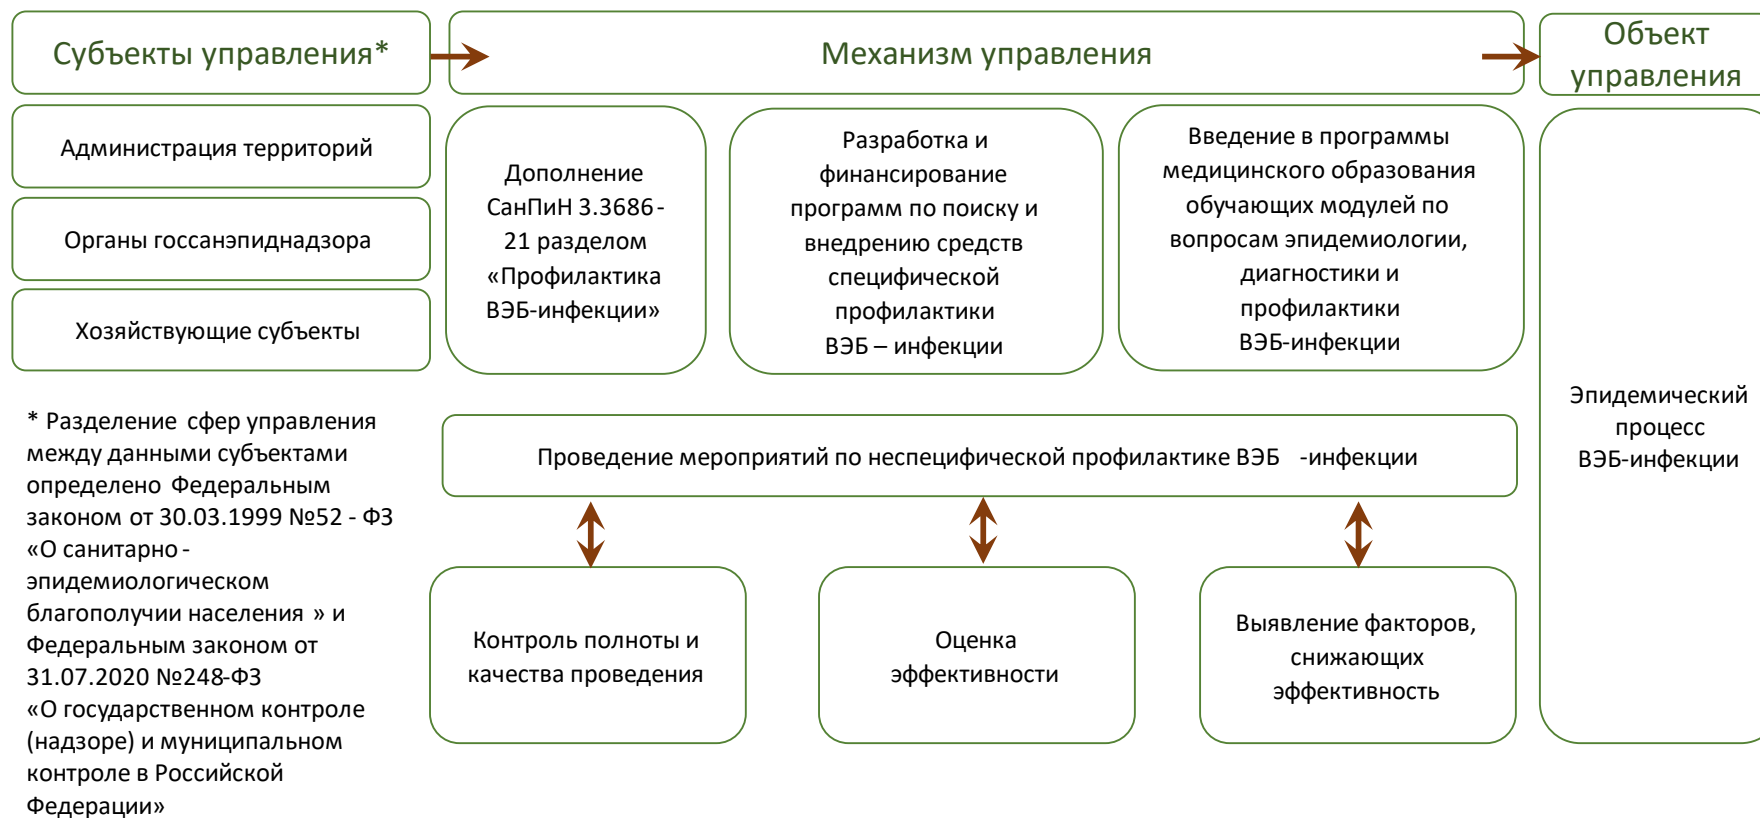 Субъекты управления*
Механизм управления
Объект
управления
Администрация территорий
Органы госсанэпиднадзора
Хозяйствующие субъекты
Дополнение
СанПиН 3.3686 -
21 разделом
«Профилактика
ВЭБ-инфекции»
Разработка и
финансирование
программ по поиску и
внедрению средств
специфической
профилактики
ВЭБ – инфекции
Введение в программы
медицинского образования
обучающих модулей по
вопросам эпидемиологии,
диагностики и
профилактики
ВЭБ-инфекции
Эпидемический
процесс
ВЭБ-инфекции
* Разделение сфер управления
между данными субъектами
определено Федеральным
законом от 30.03.1999 №52 - ФЗ
«О санитарно -
эпидемиологическом
благополучии населения » и
Федеральным законом от
31.07.2020 №248-ФЗ
«О государственном контроле
(надзоре) и муниципальном
контроле в Российской
Федерации»
Проведение мероприятий по неспецифической профилактике ВЭБ -инфекции
Контроль полноты и
качества проведения
Оценка
эффективности
Выявление факторов,
снижающих
эффективность